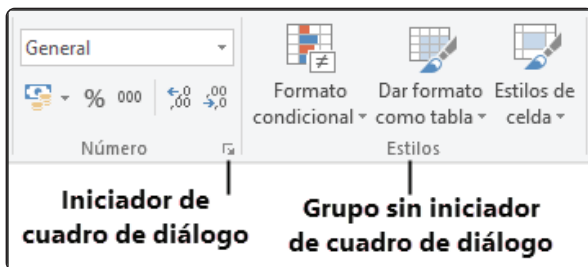 General
% 000 ,00 ,00 ,0
Formato condicional
Dar formato como tabla
Estilos de celda
Número
Estilos
Iniciador de
cuadro de diálogo
Grupo sin iniciador
de cuadro de diálogo